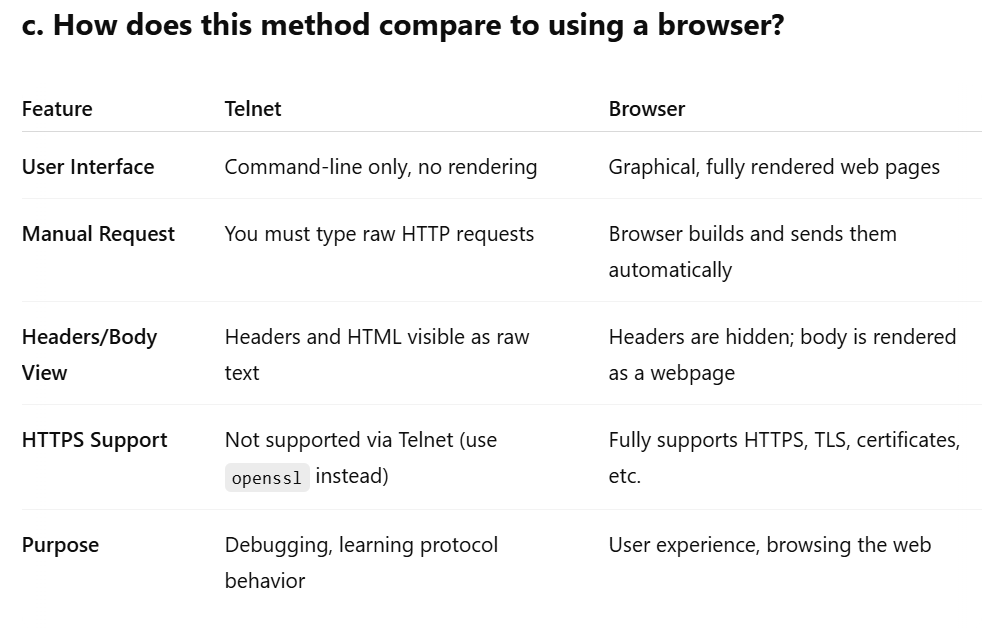 c. How does this method compare to using a browser?
Feature Telnet Browser
User Interface Command-line only, no rendering Graphical, fully rendered web pages
Manual Request You must type raw HTTP requests Browser builds and sends them
automatically
Headers/Body Headers and HTML visible as raw Headers are hidden; body is rendered
View text as a webpage
HTTPS Support Not supported via Telnet (use Fully supports HTTPS, TLS, certificates,
openssl instead) etc.
Purpose Debugging, learning protocol User experience, browsing the web
behavior